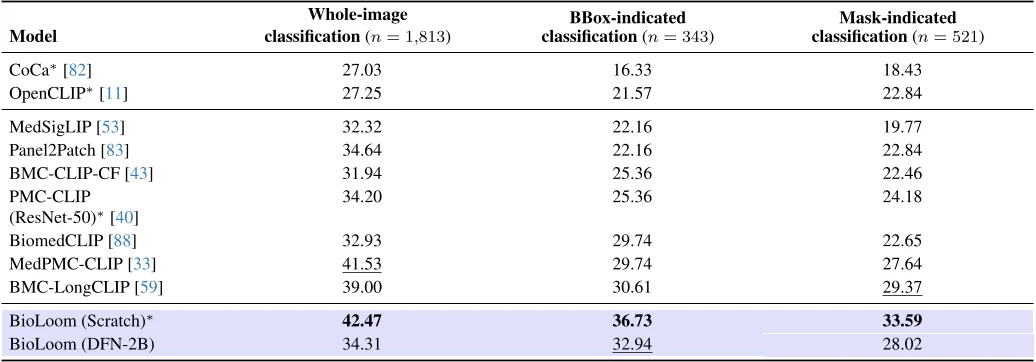 Model Whole-image classification (n = 1,813) BBox-indicated classification (n = 343) Mask-indicated classification (n = 521)
CoCa* [82] 27.03 16.33 18.43
OpenCLIP* [11] 27.25 21.57 22.84
MedSigLIP [53] 32.32 22.16 19.77
Panel2Patch [83] 34.64 22.16 22.84
BMC-CLIP-CF [43] 31.94 25.36 22.46
PMC-CLIP 34.20 25.36 24.18
(ResNet-50)* [40]
BiomedCLIP [88] 32.93 29.74 22.65
MedPMC-CLIP [33] 41.53 29.74 27.64
BMC-LongCLIP [59] 39.00 30.61 29.37
BioLoom (Scratch)* 42.47 36.73 33.59
BioLoom (DFN-2B) 34.31 32.94 28.02